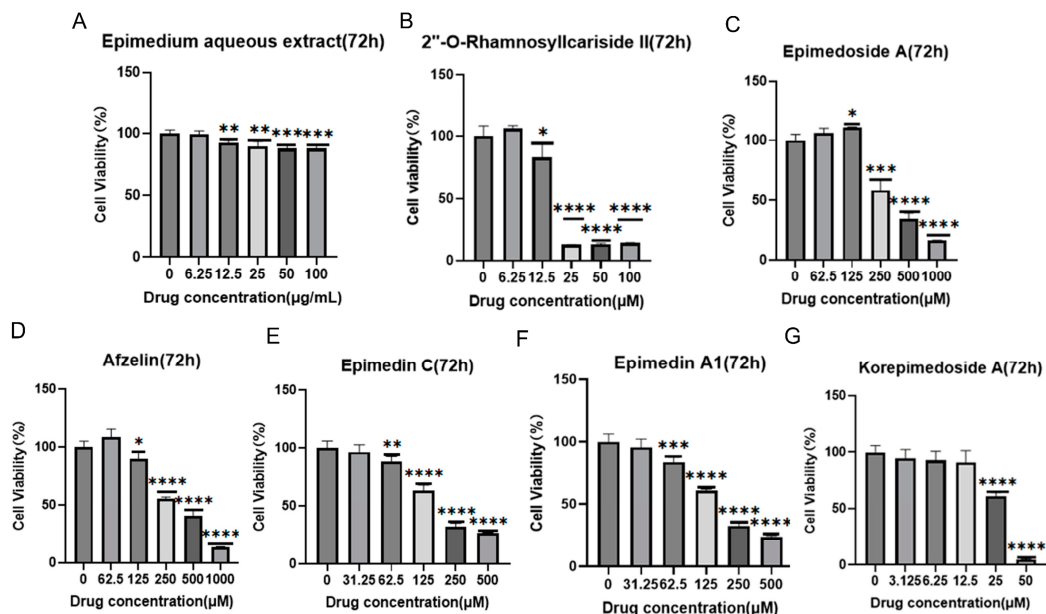 A
Epimedium aqueous extract(72h)
Cell Viability(%)
150
100
50
0
** ** *** ***
0 6.25 12.5 25 50 100
Drug concentration(µg/mL)
B
2"-O-Rhamnosyllcariside II(72h)
Cell viability(%)
150
100
50
0
* **** **** ****
0 6.25 12.5 25 50 100
Drug concentration(µM)
C
Epimedoside A(72h)
Cell Viability(%)
150
100
50
0
* *** **** ****
0 62.5 125 250 500 1000
Drug concentration(µM)
D
Afzelin(72h)
Cell Viability(%)
150
100
50
0
* **** **** ****
0 62.5 125 250 500 1000
Drug concentration(µM)
E
Epimedin C(72h)
Cell Viability(%)
150
100
50
0
** **** **** ****
0 31.25 62.5 125 250 500
Drug concentration(µM)
F
Epimedin A1(72h)
Cell Viability(%)
150
100
50
0
*** **** **** ****
0 31.25 62.5 125 250 500
Drug concentration(µM)
G
Korepimedoside A(72h)
Cell Viability(%)
150
100
50
0
**** ****
0 3.125 6.25 12.5 25 50
Drug concentration(µM)